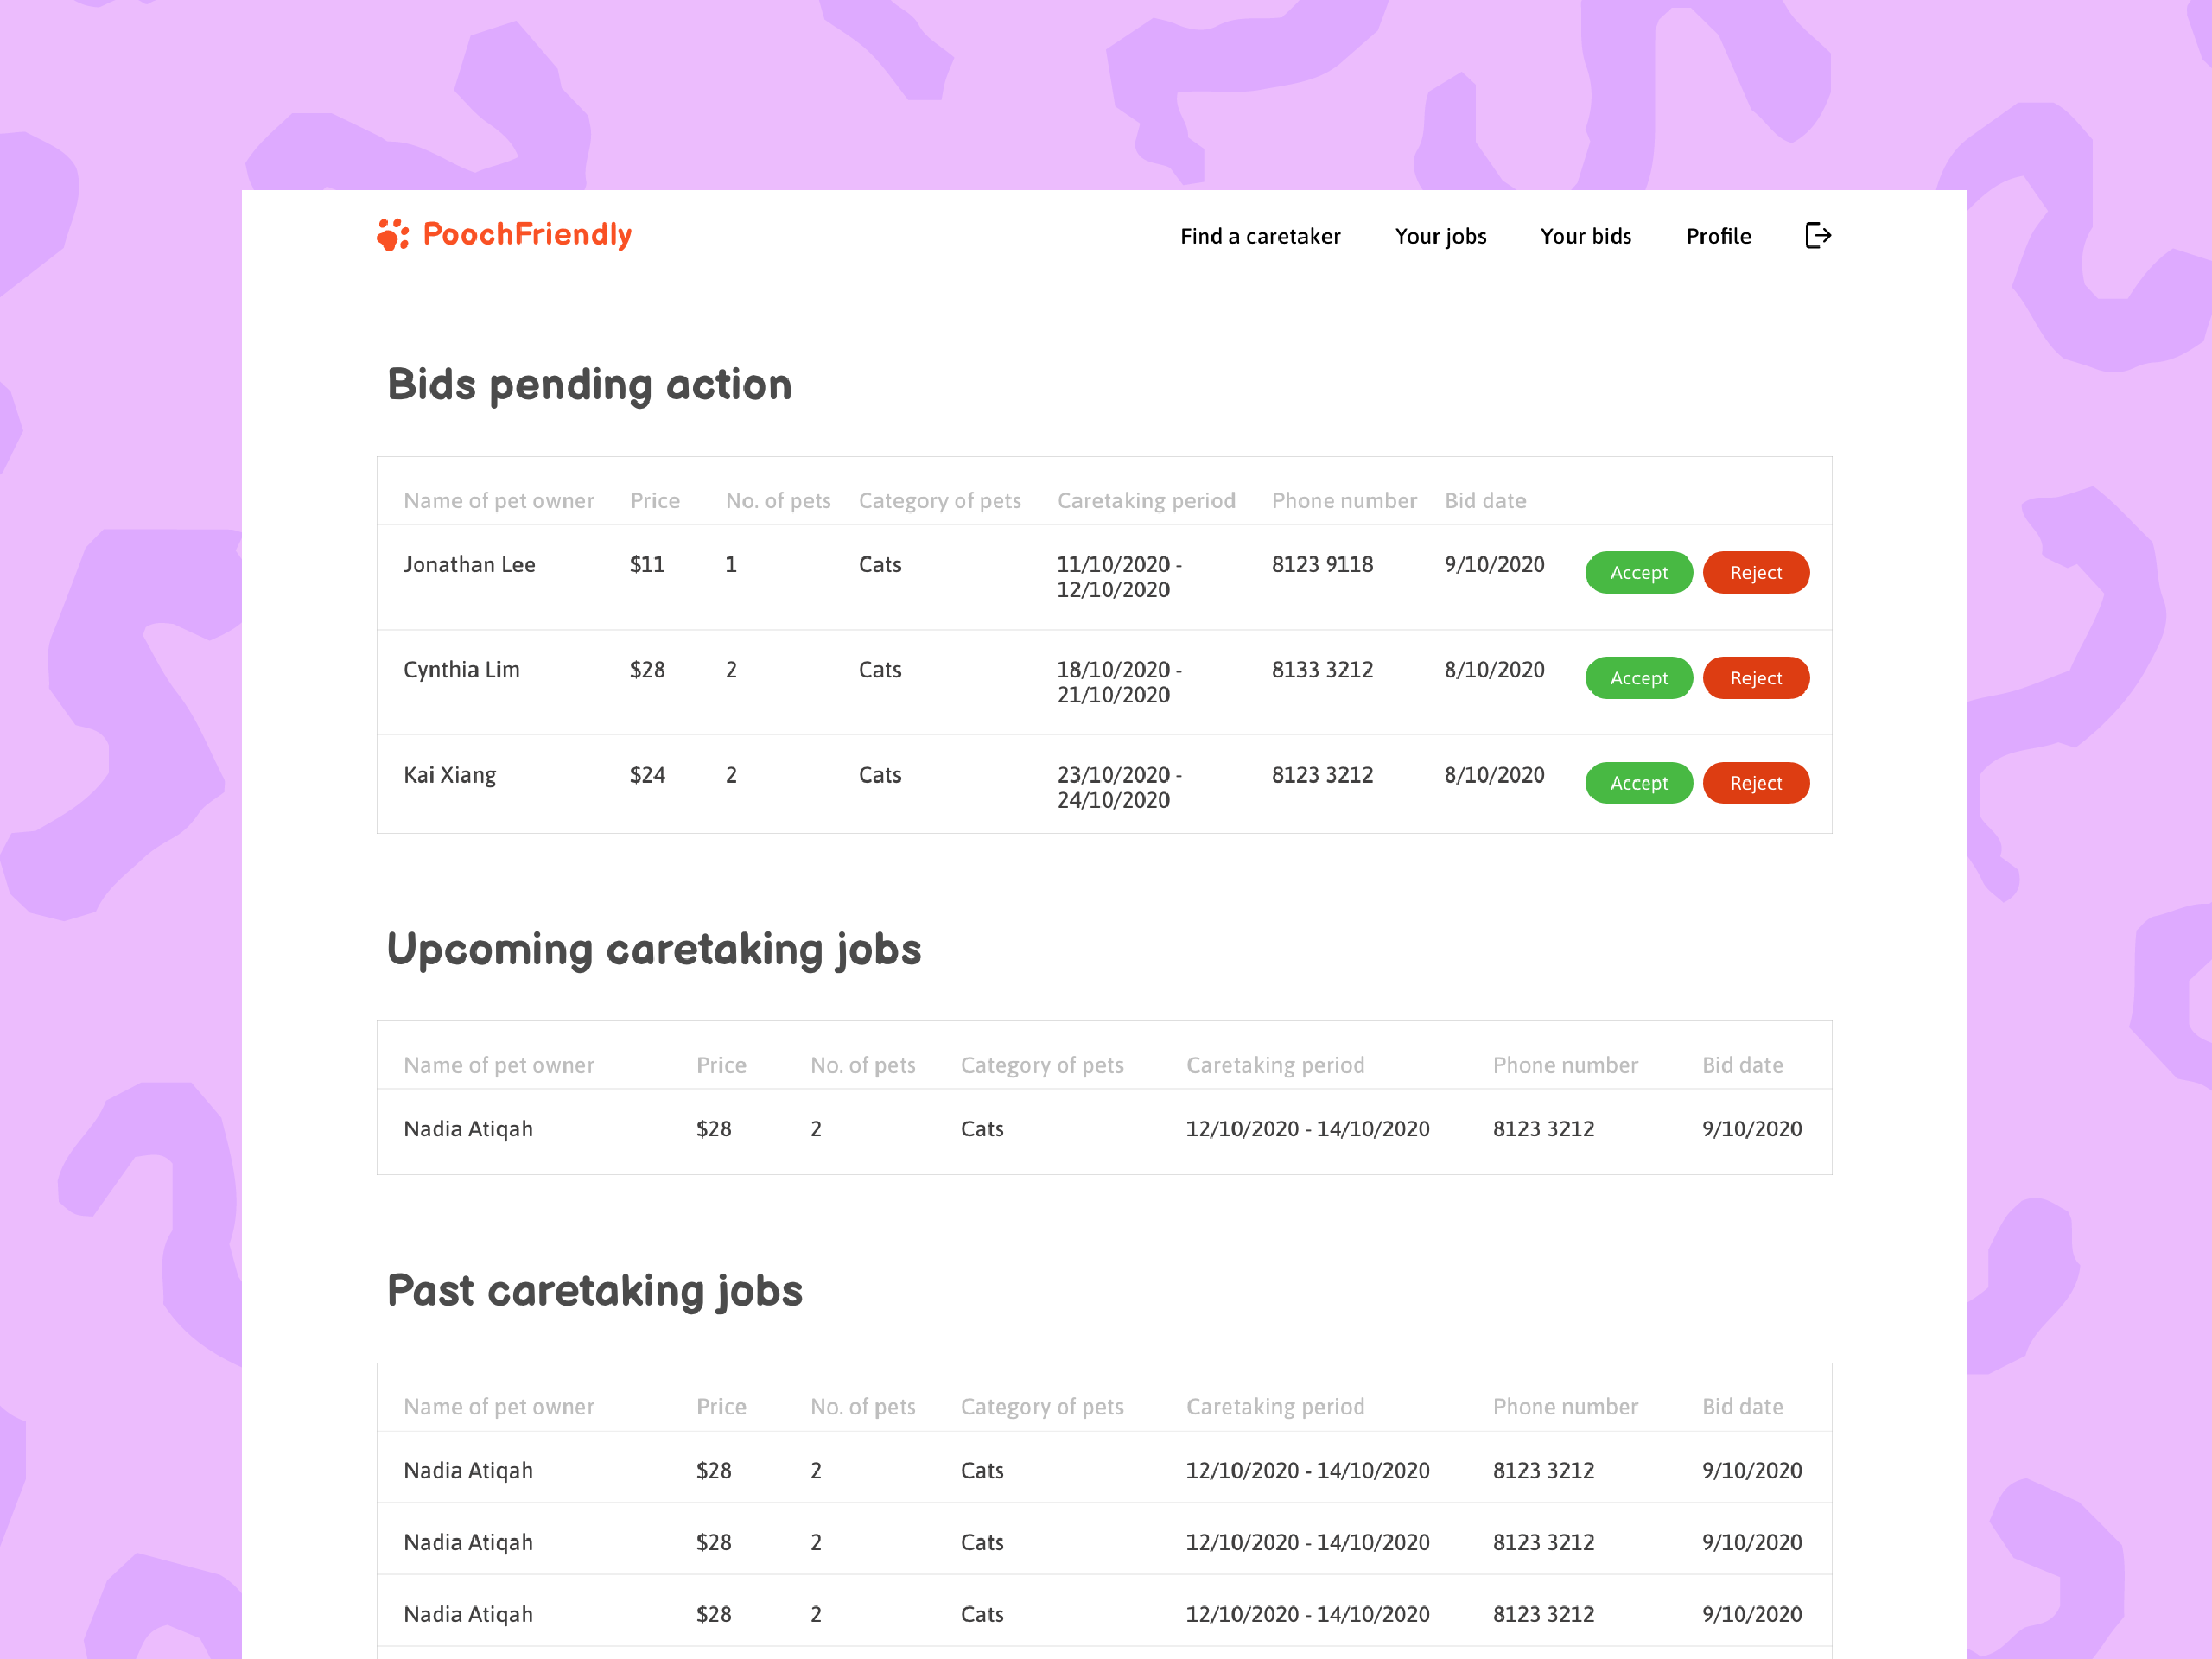 PoochFriendly
Find a caretaker Your jobs Your bids Profile
Bids pending action
Name of pet owner Price No. of pets Category of pets Caretaking period Phone number Bid date
Jonathan Lee $11 1 Cats 11/10/2020 - 8123 9118 9/10/2020 Accept Reject
12/10/2020
Cynthia Lim $28 2 Cats 18/10/2020 - 8133 3212 8/10/2020 Accept Reject
21/10/2020
Kai Xiang $24 2 Cats 23/10/2020 - 8123 3212 8/10/2020 Accept Reject
24/10/2020
Upcoming caretaking jobs
Name of pet owner Price No. of pets Category of pets Caretaking period Phone number Bid date
Nadia Atiqah $28 2 Cats 12/10/2020 - 14/10/2020 8123 3212 9/10/2020
Past caretaking jobs
Name of pet owner Price No. of pets Category of pets Caretaking period Phone number Bid date
Nadia Atiqah $28 2 Cats 12/10/2020 - 14/10/2020 8123 3212 9/10/2020
Nadia Atiqah $28 2 Cats 12/10/2020 - 14/10/2020 8123 3212 9/10/2020
Nadia Atiqah $28 2 Cats 12/10/2020 - 14/10/2020 8123 3212 9/10/2020